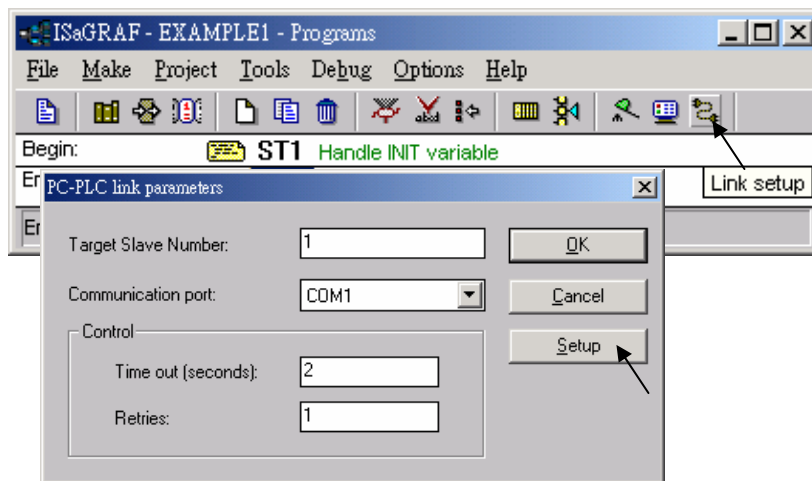 ISaGRAF - EXAMPLE1 - Programs
File Make Project Tools Debug Options Help
Begin: ST1 Handle INIT variable
Link setup
PC-PLC link parameters
Target Slave Number: 1
OK
Communication port: COM1
Cancel
Control
Setup
Time out (seconds): 2
Retries: 1